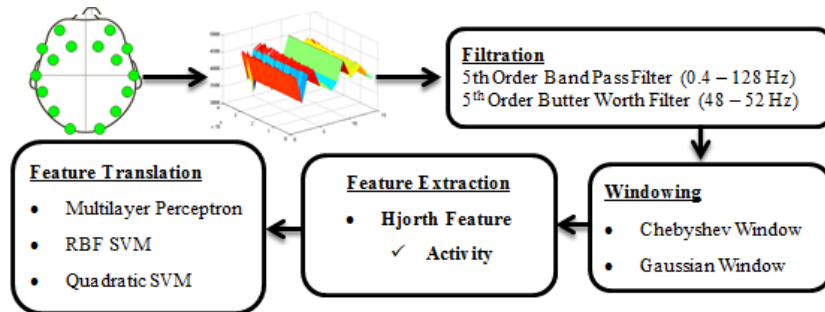 Filtration
5th Order Band Pass Filter (0.4 – 128 Hz)
5th Order Butter Worth Filter (48 – 52 Hz)
Windowing
• Chebyshev Window
• Gaussian Window
Feature Extraction
• Hjorth Feature
✓ Activity
Feature Translation
• Multilayer Perceptron
• RBF SVM
• Quadratic SVM